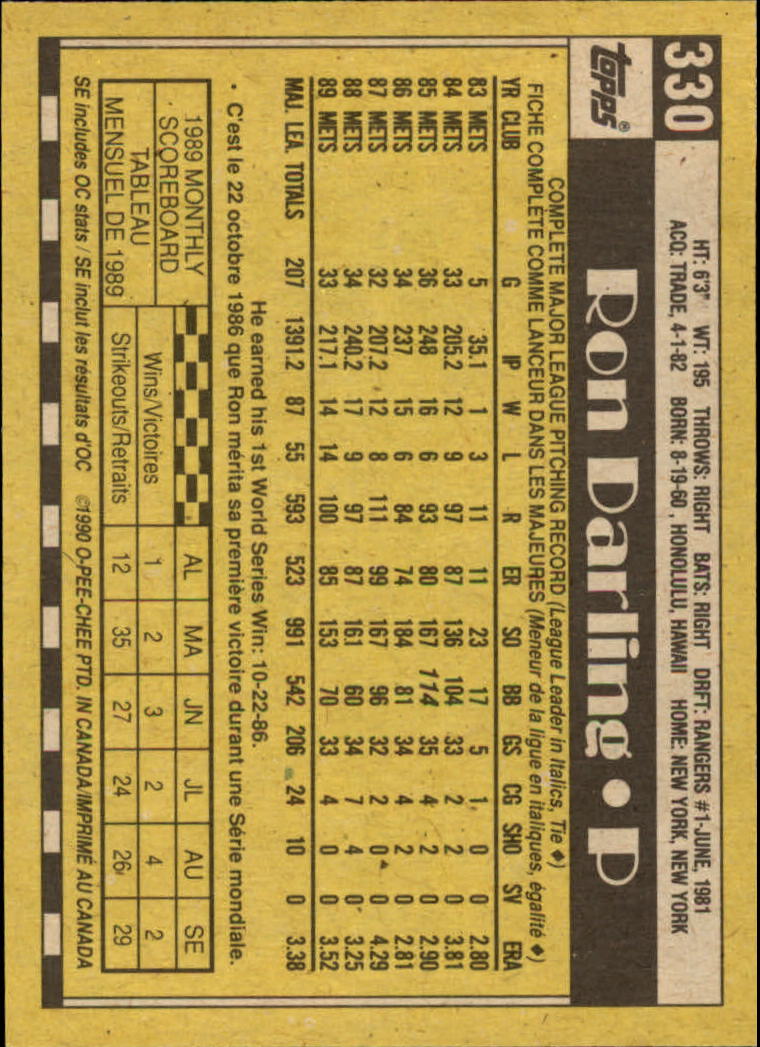 330
HT: 6'3" WT: 195 THROWS: RIGHT BATS: RIGHT DRFT: RANGERS #1-JUNE, 1981
ACQ: TRADE, 4-1-82 BORN: 8-19-60, HONOLULU, HAWAII HOME: NEW YORK, NEW YORK
topps®
Ron Darling • P
COMPLETE MAJOR LEAGUE PITCHING RECORD (League Leader in Italics, Tie ♦)
FICHE COMPLÈTE COMME LANCEUR DANS LES MAJEURES (Meneur de la ligue en italiques, égalité ♦)
YR CLUB G IP W L R ER SO BB GS CG SHO SV ERA
83 METS 5 35.1 1 3 11 11 23 17 5 1 0 0 2.80
84 METS 33 205.2 12 9 97 87 136 104 33 2 2 0 3.81
85 METS 36 248 16 6 93 80 167 114 35 4 2 0 2.90
86 METS 34 237 15 6 84 74 184 81 34 4 2 0 2.81
87 METS 32 207.2 12 8 111 99 167 96 32 2 0 0 4.29
88 METS 34 240.2 17 9 97 87 161 60 34 7 4 0 3.25
89 METS 33 217.1 14 14 100 85 153 70 33 4 0 0 3.52
MAJ. LEA. TOTALS 207 1391.2 87 55 593 523 991 542 206 24 10 0 3.38
He earned his 1st World Series Win: 10-22-86.
• C'est le 22 octobre 1986 que Ron mérita sa première victoire durant une Série mondiale.
1989 MONTHLY SCOREBOARD
TABLEAU MENSUEL DE 1989
AL MA JN JL AU SE
Wins/Victoires 1 2 3 2 4 2
Strikeouts/Retraits 12 35 27 24 26 29
SE includes OC stats / SE inclut les résultats d'OC ©1990 O-PEE-CHEE PTD. IN CANADA/IMPRIMÉ AU CANADA